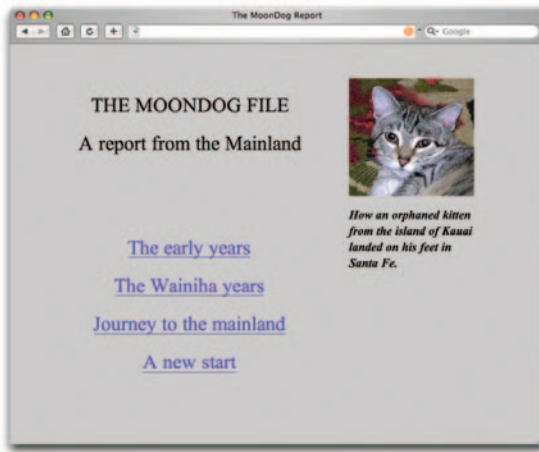 The MoonDog Report
Google
THE MOONDOG FILE
A report from the Mainland
How an orphaned kitten
from the island of Kauai
landed on his feet in
Santa Fe.
The early years
The Wainiha years
Journey to the mainland
A new start